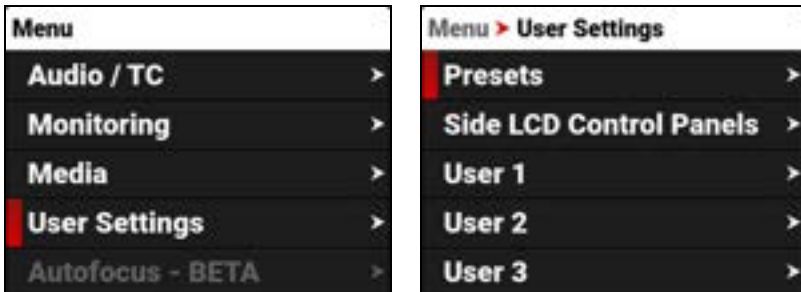 Menu
Audio / TC
Monitoring
Media
User Settings
Autofocus - BETA
Menu > User Settings
Presets
Side LCD Control Panels
User 1
User 2
User 3